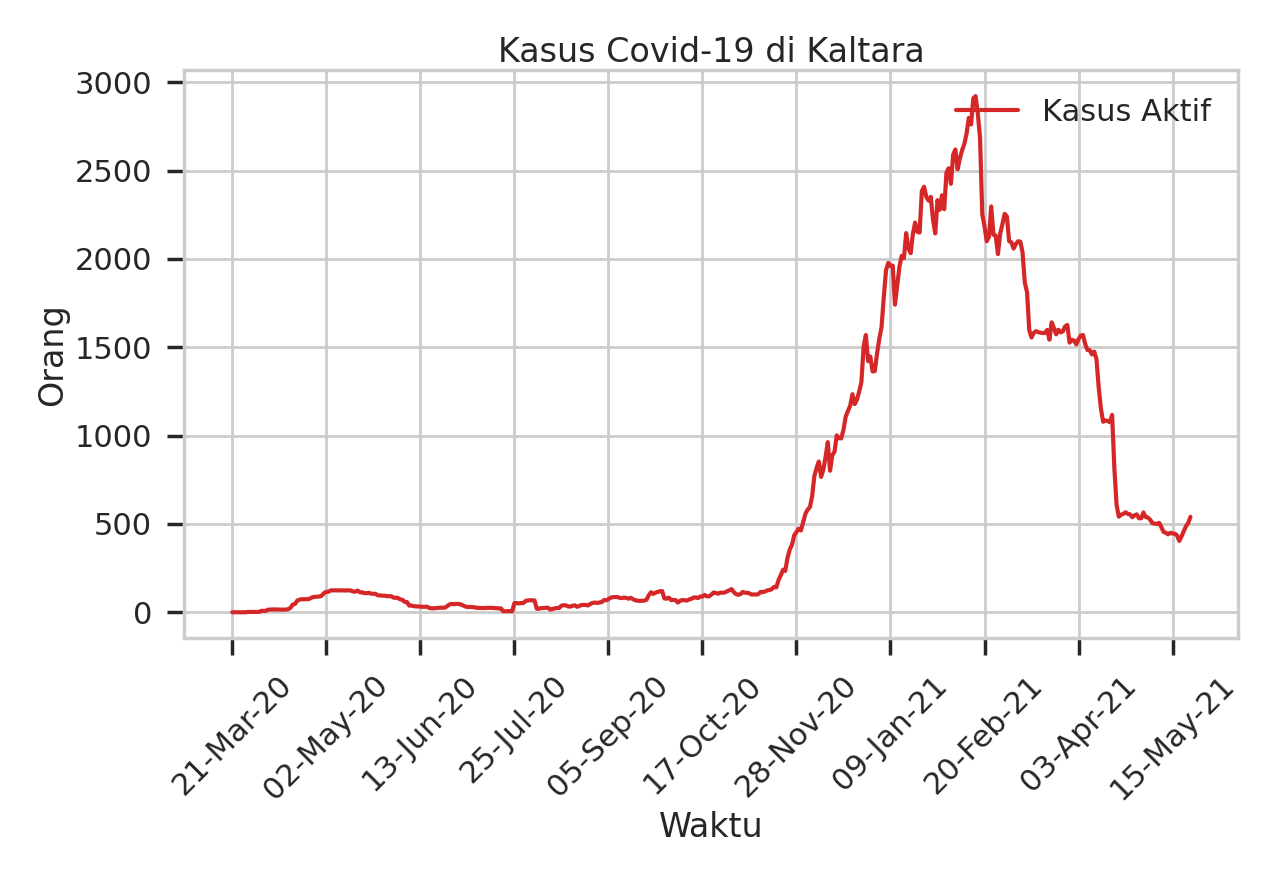 Kasus Covid-19 di Kaltara
3000
2500
2000
1500
1000
500
0
Orang
Kasus Aktif
21-Mar-20
02-May-20
13-Jun-20
25-Jul-20
05-Sep-20
17-Oct-20
28-Nov-20
09-Jan-21
20-Feb-21
03-Apr-21
15-May-21
Waktu